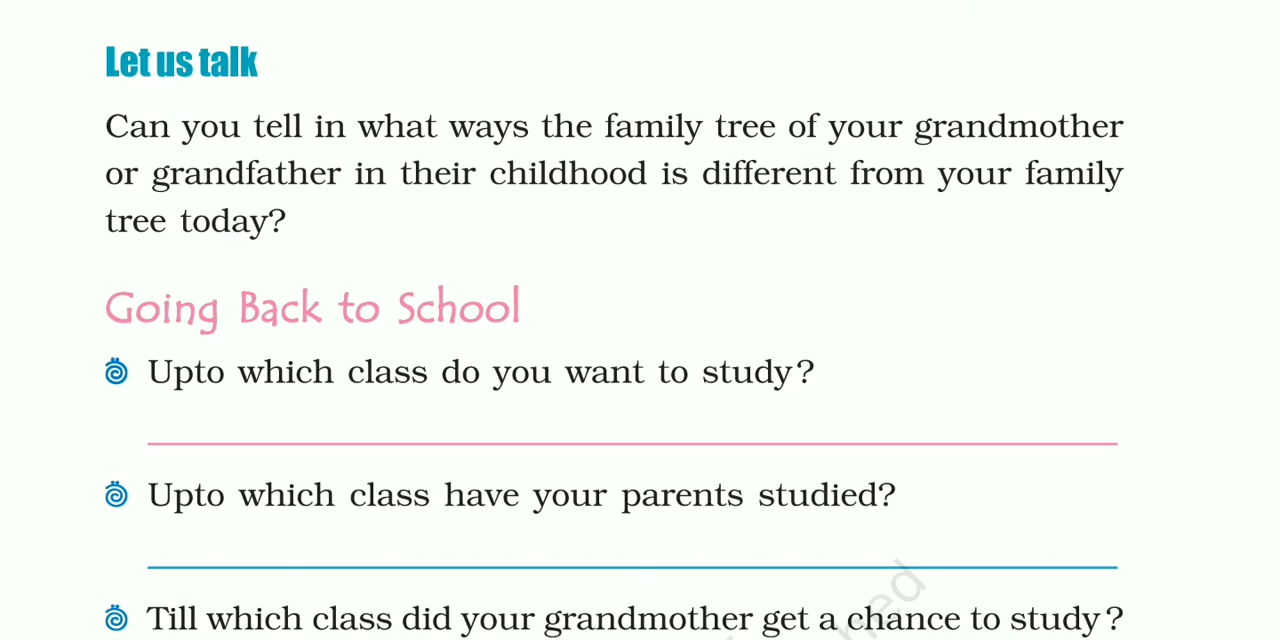 Let us talk
Can you tell in what ways the family tree of your grandmother
or grandfather in their childhood is different from your family
tree today?
Going Back to School
Upto which class do you want to study?
Upto which class have your parents studied?
Till which class did your grandmother get a chance to study?